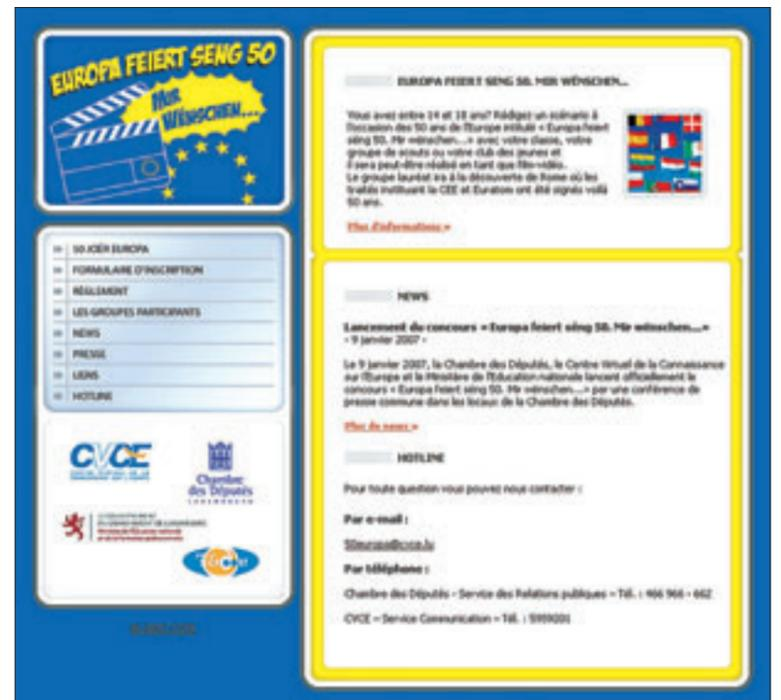 EUROPA FEIERT SENG 50
MIR
WËNSCHEN...
50 JOËR EUROPA
FORMULAIRE D'INSCRIPTION
RÈGLEMENT
LES GROUPES PARTICIPANTS
NEWS
PRESSE
LIENS
HOTLINE
CVCE
Chambre
des Députés
LUXEMBOURG
EUROPA FEIERT SENG 50. MIR WËNSCHEN...
Vous avez entre 14 et 18 ans? Rédigez un scénario à
l'occasion des 50 ans de l'Europe intitulé « Europa feiert
séng 50. Mir wënschen...» avec votre classe, votre
groupe de scouts ou votre club des jeunes et
il sera peut-être réalisé en tant que film-vidéo.
Le groupe lauréat ira à la découverte de Rome où les
traités instituant la CEE et Euratom ont été signés voilà
50 ans.
Plus d'informations »
NEWS
Lancement du concours « Europa feiert séng 50. Mir wënschen...»
- 9 janvier 2007 -
Le 9 janvier 2007, la Chambre des Députés, le Centre Virtuel de la Connaissance
sur l'Europe et le Ministère de l'Education nationale lancent officiellement le
concours « Europa feiert séng 50. Mir wënschen...» par une conférence de
presse commune dans les locaux de la Chambre des Députés.
Plus de news »
HOTLINE
Pour toute question vous pouvez nous contacter :
Par e-mail :
50europa@cvce.lu
Par téléphone :
Chambre des Députés - Service des Relations publiques – Tél. : 466 966 - 662
CVCE – Service Communication – Tél. : 5959201